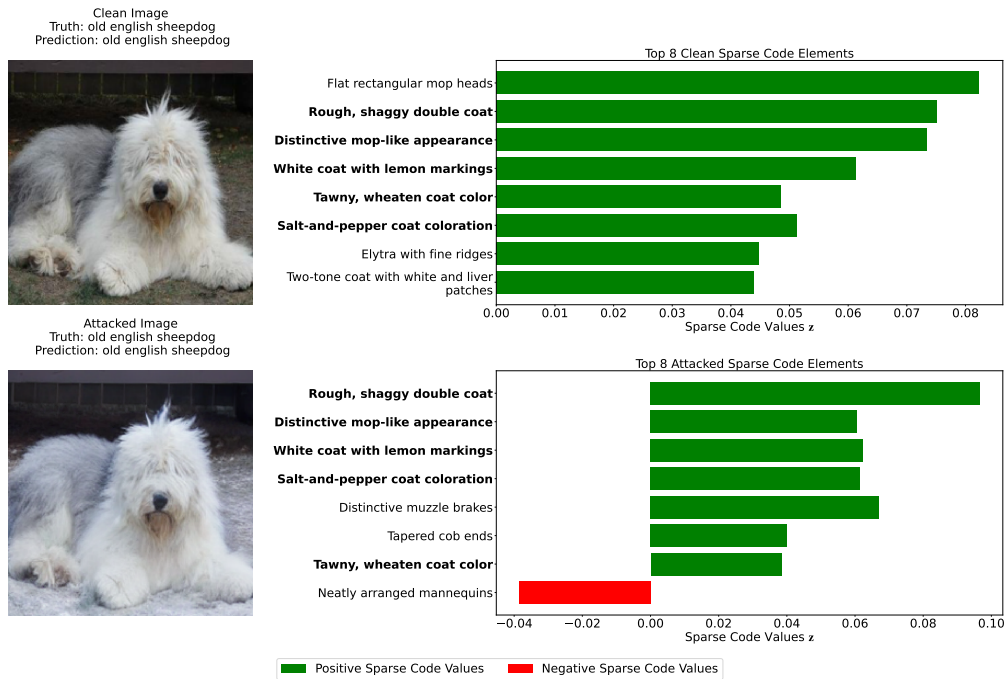 Clean Image
Truth: old english sheepdog
Prediction: old english sheepdog
Top 8 Clean Sparse Code Elements
Flat rectangular mop heads
Rough, shaggy double coat
Distinctive mop-like appearance
White coat with lemon markings
Tawny, wheaten coat color
Salt-and-pepper coat coloration
Elytra with fine ridges
Two-tone coat with white and liver
patches
0.00 0.01 0.02 0.03 0.04 0.05 0.06 0.07 0.08
Sparse Code Values z
Attacked Image
Truth: old english sheepdog
Prediction: old english sheepdog
Top 8 Attacked Sparse Code Elements
Rough, shaggy double coat
Distinctive mop-like appearance
White coat with lemon markings
Salt-and-pepper coat coloration
Distinctive muzzle brakes
Tapered cob ends
Tawny, wheaten coat color
Neatly arranged mannequins
−0.04 −0.02 0.00 0.02 0.04 0.06 0.08 0.10
Sparse Code Values z
Positive Sparse Code Values Negative Sparse Code Values